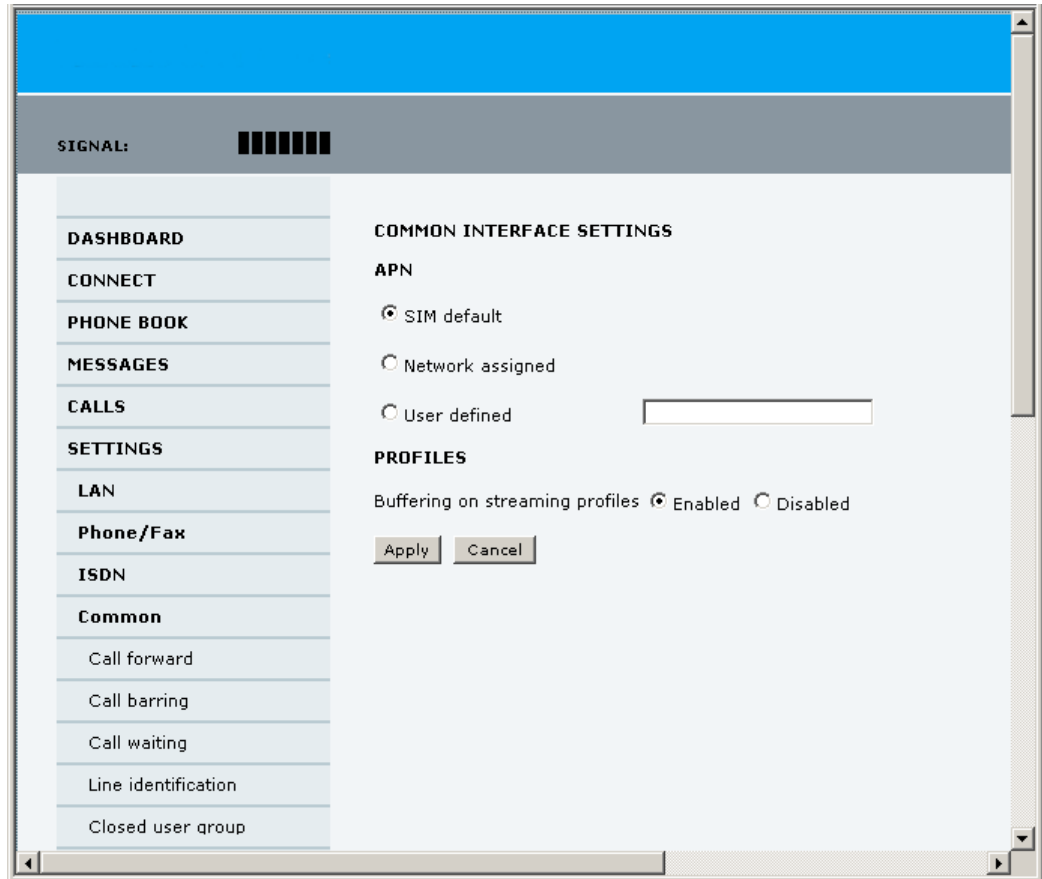 SIGNAL:
DASHBOARD
CONNECT
PHONE BOOK
MESSAGES
CALLS
SETTINGS
LAN
Phone/Fax
ISDN
Common
Call forward
Call barring
Call waiting
Line identification
Closed user group
COMMON INTERFACE SETTINGS
APN
SIM default
Network assigned
User defined
PROFILES
Buffering on streaming profiles Enabled Disabled
Apply Cancel